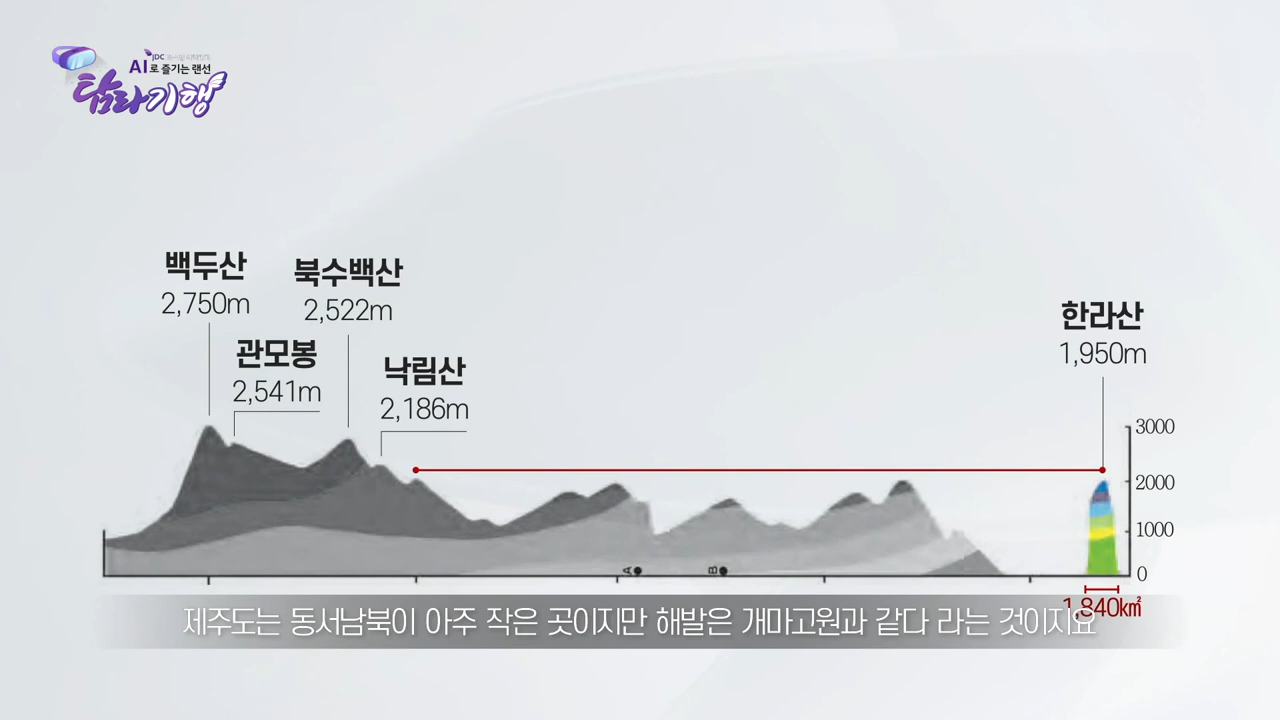 JDC
AI로 즐기는 랜선
탐라기행
백두산
2,750m
북수백산
2,522m
관모봉
2,541m
낙림산
2,186m
한라산
1,950m
3000
2000
1000
0
A
B
1,840㎢
제주도는 동서남북이 아주 작은 곳이지만 해발은 개마고원과 같다 라는 것이지요